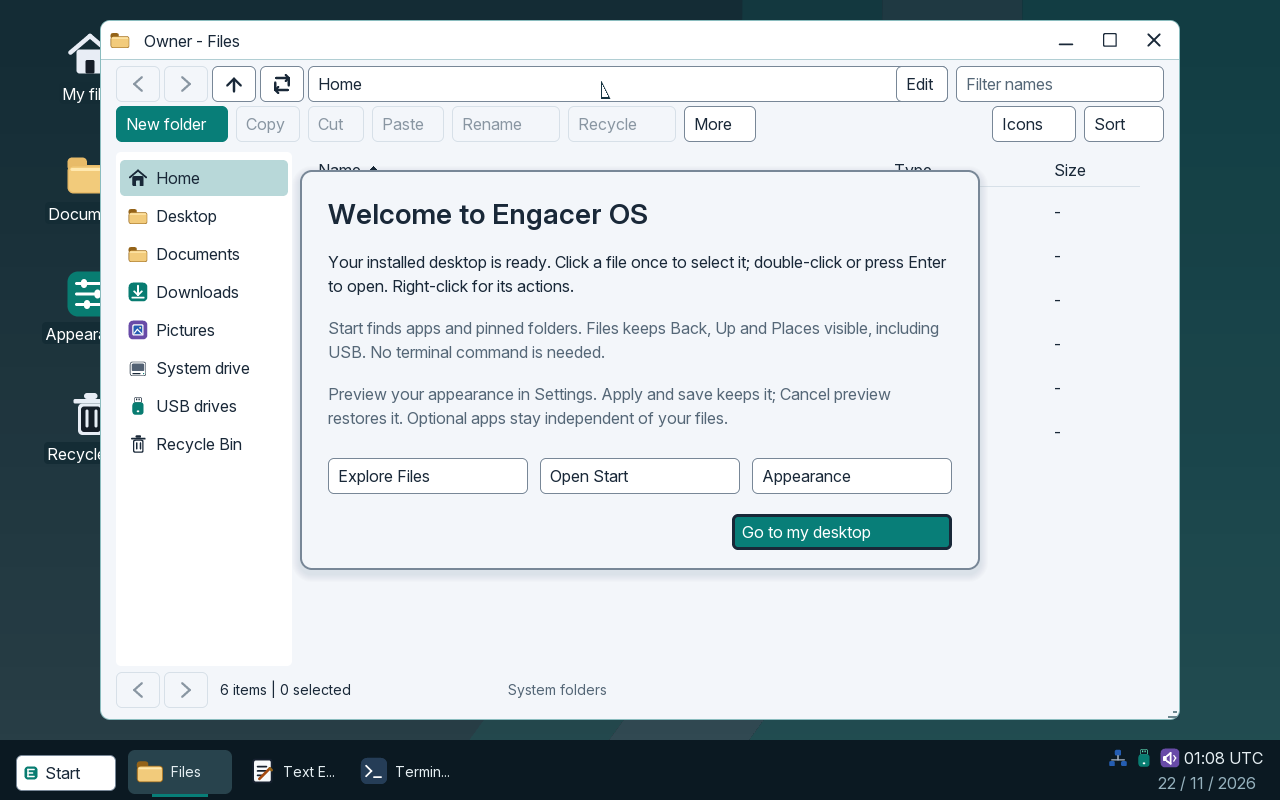 Owner - Files
Home
Edit
Filter names
New folder
Copy
Cut
Paste
Rename
Recycle
More
Icons
Sort
Name
Type
Size
Home
Desktop
Documents
Downloads
Pictures
System drive
USB drives
Recycle Bin
-
-
-
-
-
-
Welcome to Engacer OS
Your installed desktop is ready. Click a file once to select it; double-click or press Enter
to open. Right-click for its actions.
Start finds apps and pinned folders. Files keeps Back, Up and Places visible, including
USB. No terminal command is needed.
Preview your appearance in Settings. Apply and save keeps it; Cancel preview
restores it. Optional apps stay independent of your files.
Explore Files
Open Start
Appearance
Go to my desktop
6 items | 0 selected
System folders
My fil
Docum
Appear
Recycle
Start
Files
Text E...
Termin...
01:08 UTC
22 / 11 / 2026